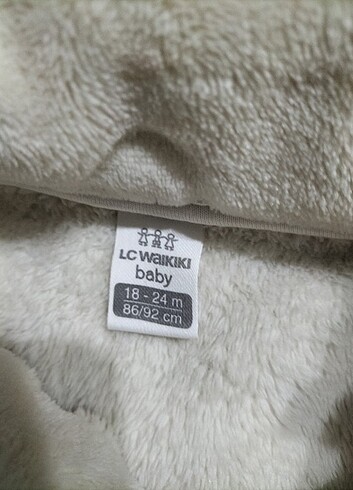 LC WAIKIKI
baby
18 - 24 m
86/92 cm